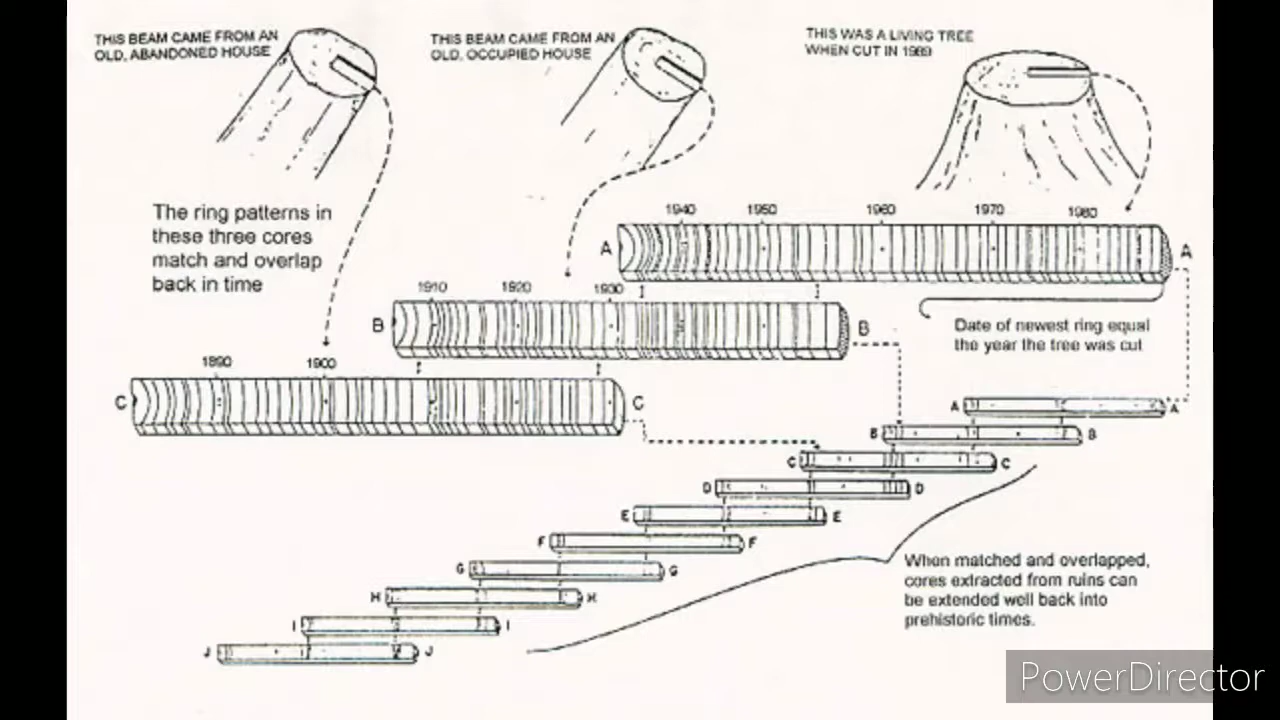 THIS BEAM CAME FROM AN
OLD, ABANDONED HOUSE
THIS BEAM CAME FROM AN
OLD, OCCUPIED HOUSE
THIS WAS A LIVING TREE
WHEN CUT IN 1989
The ring patterns in
these three cores
match and overlap
back in time
1940 1950 1960 1970 1980
A A
1910 1920 1930
B B
Date of newest ring equal
the year the tree was cut
1890 1900
C C
A A
B B
C C
D D
E E
F F
G G
H H
I I
J J
When matched and overlapped,
cores extracted from ruins can
be extended well back into
prehistoric times.
PowerDirector